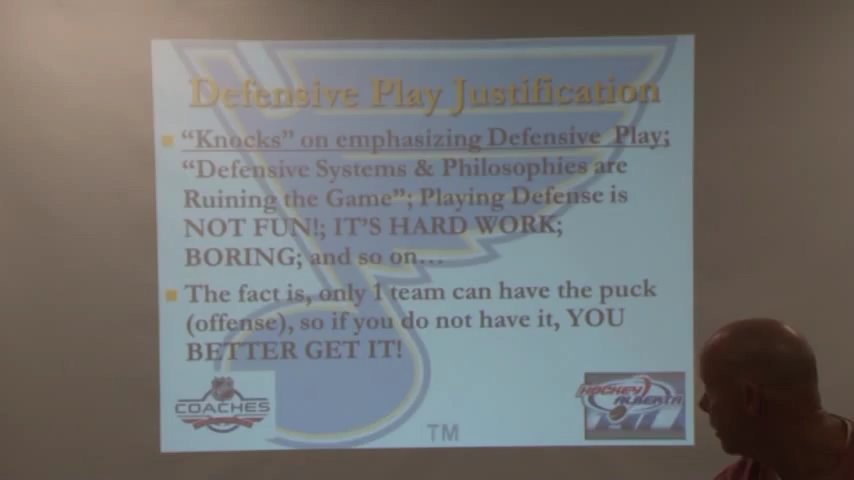 Defensive Play Justification
"Knocks" on emphasizing Defensive Play;
"Defensive Systems & Philosophies are
Ruining the Game"; Playing Defense is
NOT FUN!; IT'S HARD WORK;
BORING; and so on...
The fact is, only 1 team can have the puck
(offense), so if you do not have it, YOU
BETTER GET IT!
COACHES
HOCKEY
ALBERTA
TM